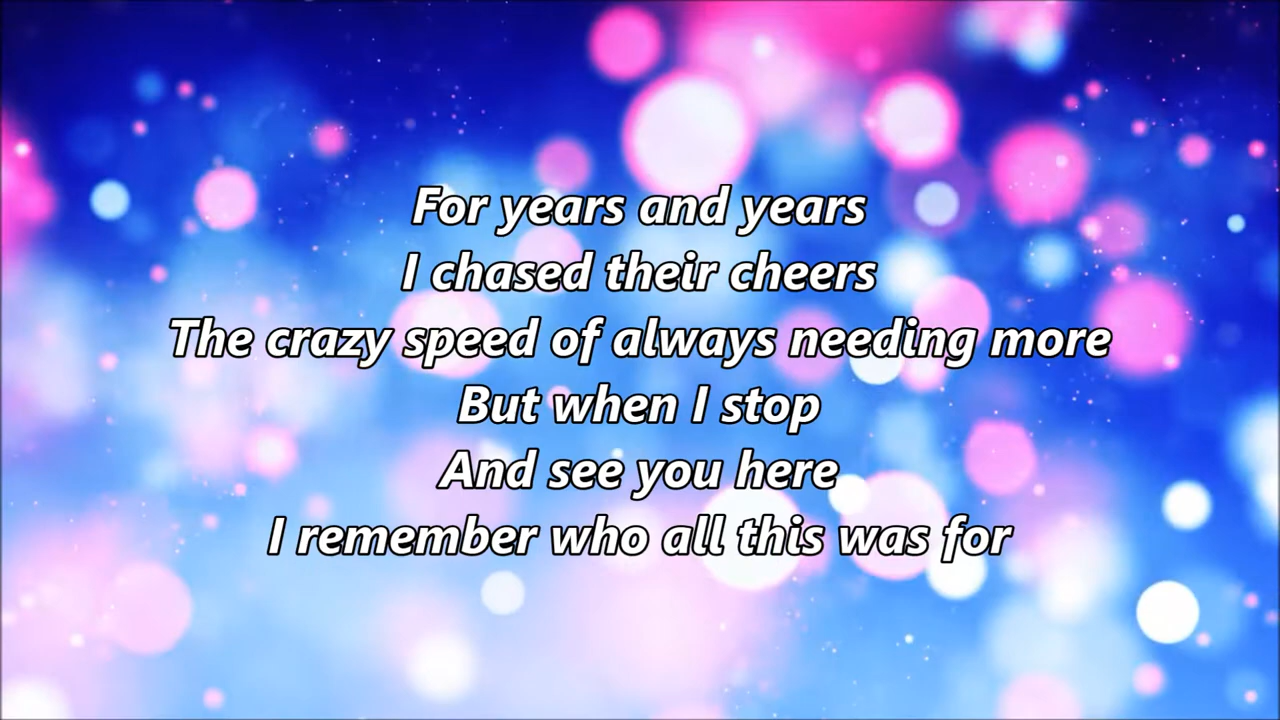 For years and years
I chased their cheers
The crazy speed of always needing more
But when I stop
And see you here
I remember who all this was for